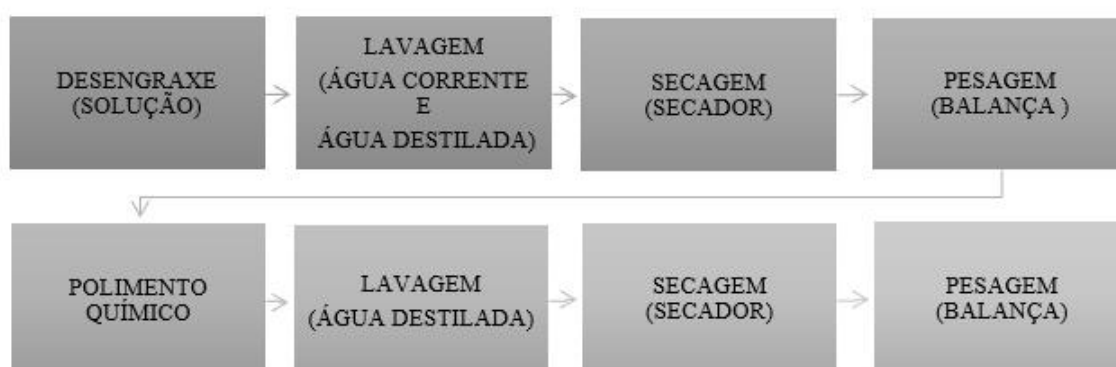 DESENGRAXE
(SOLUÇÃO)
LAVAGEM
(ÁGUA CORRENTE
E
ÁGUA DESTILADA)
SECAGEM
(SECADOR)
PESAGEM
(BALANÇA )
POLIMENTO
QUÍMICO
LAVAGEM
(ÁGUA DESTILADA)
SECAGEM
(SECADOR)
PESAGEM
(BALANÇA)